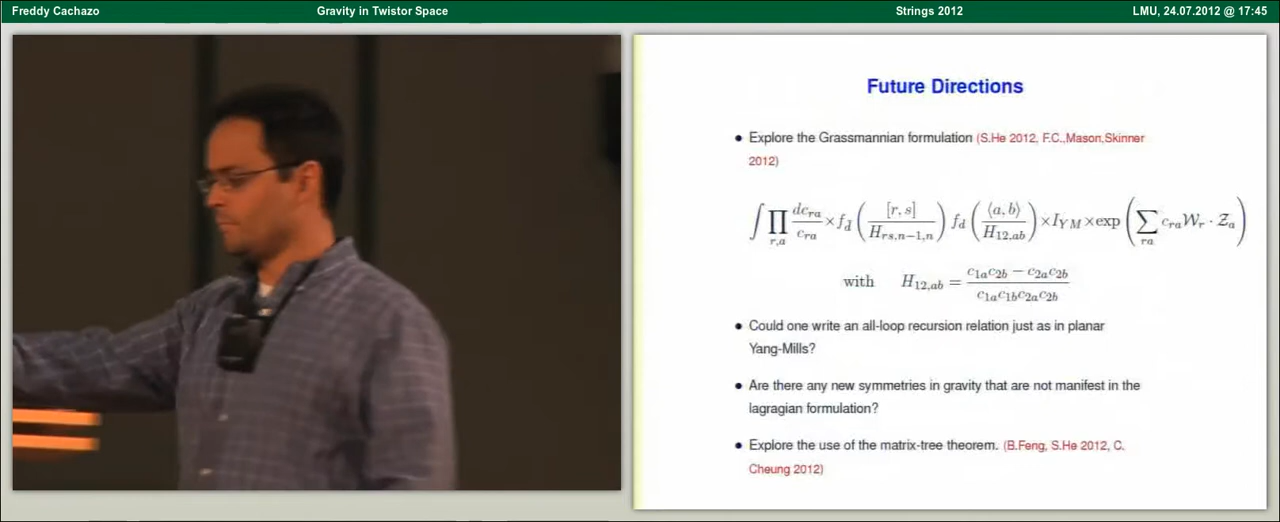 Freddy Cachazo Gravity in Twistor Space Strings 2012 LMU, 24.07.2012 @ 17:45
Future Directions
• Explore the Grassmannian formulation (S.He 2012, F.C.,Mason,Skinner
2012)
∫ ∏_{r,a} dc_{ra}/c_{ra} × f_{d̃} ( [r, s] / H_{rs,n−1,n} ) f_d ( ⟨a, b⟩ / H_{12,ab} ) × I_{YM} × exp ( ∑_{ra} c_{ra} 𝒲_r · 𝒵_a )
with H_{12,ab} = (c_{1a}c_{2b} − c_{2a}c_{2b}) / (c_{1a}c_{1b}c_{2a}c_{2b})
• Could one write an all-loop recursion relation just as in planar
Yang-Mills?
• Are there any new symmetries in gravity that are not manifest in the
lagragian formulation?
• Explore the use of the matrix-tree theorem. (B.Feng, S.He 2012, C.
Cheung 2012)